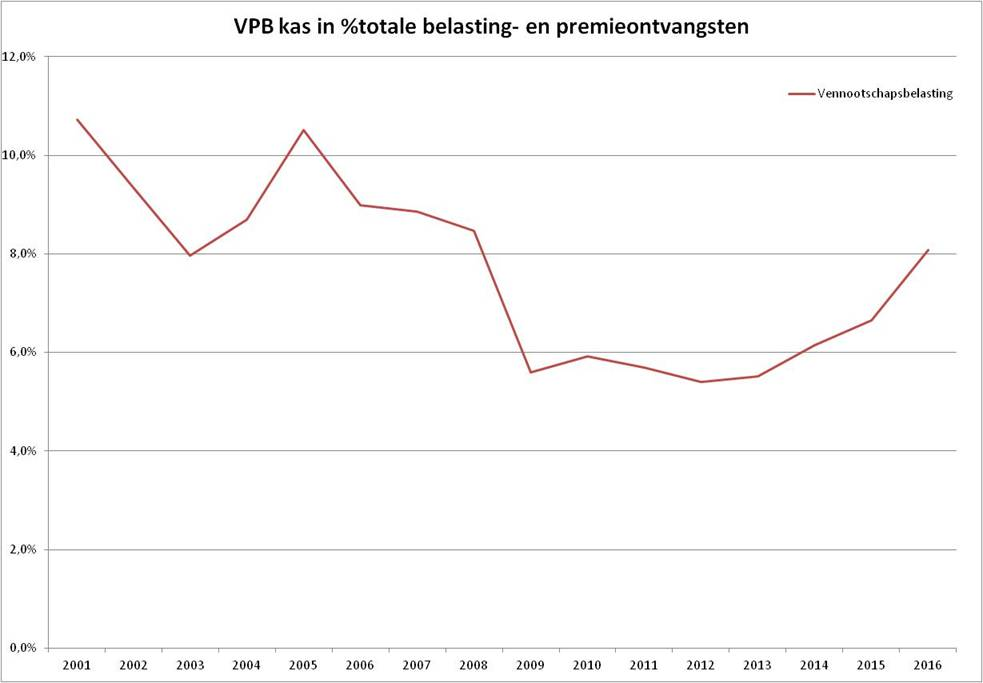 VPB kas in %totale belasting- en premieontvangsten
12,0%
Vennootschapsbelasting
10,0%
8,0%
6,0%
4,0%
2,0%
0,0%
2001 2002 2003 2004 2005 2006 2007 2008 2009 2010 2011 2012 2013 2014 2015 2016